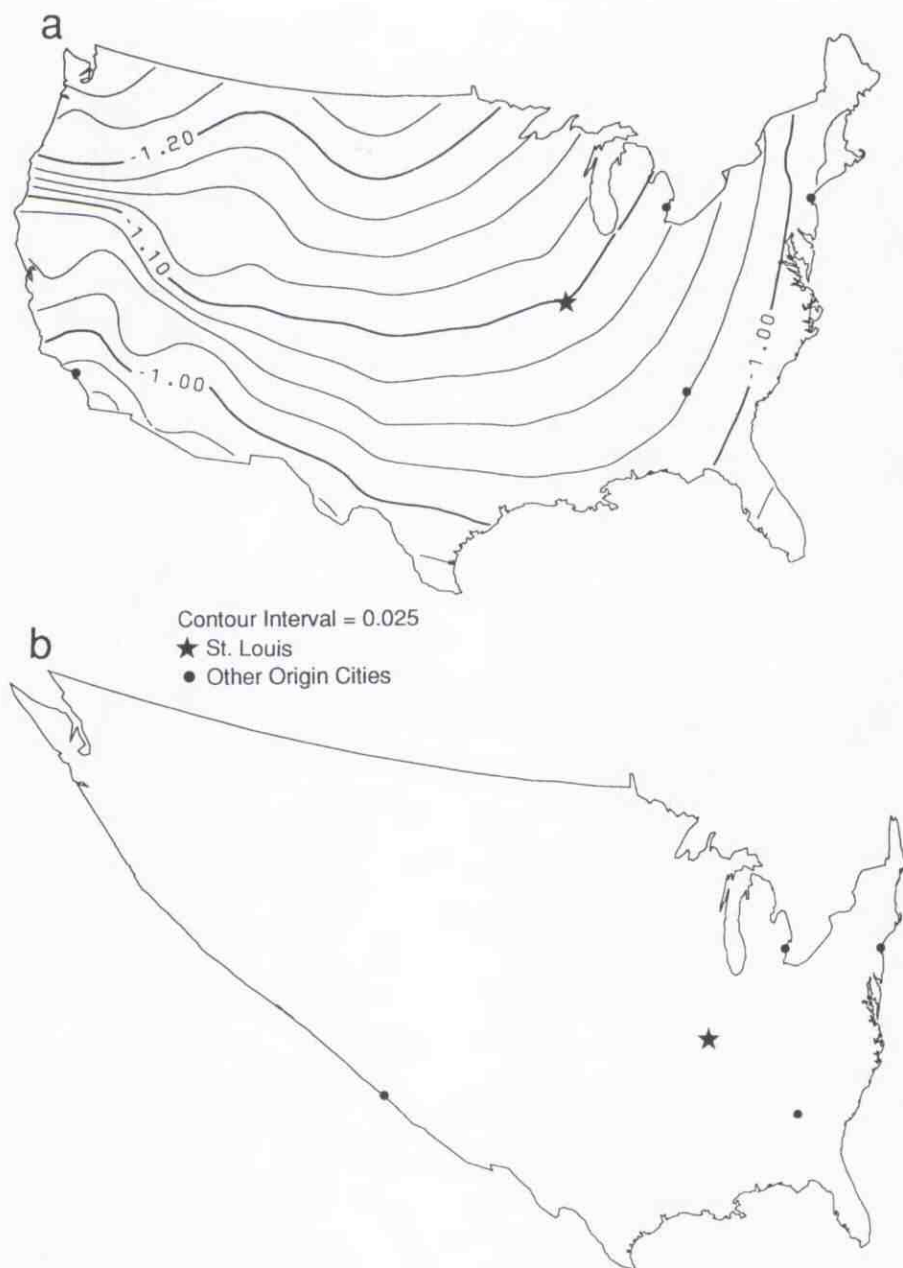 a
-1.20
-1.10
-1.00
-1.00
Contour Interval = 0.025
b
★ St. Louis
● Other Origin Cities